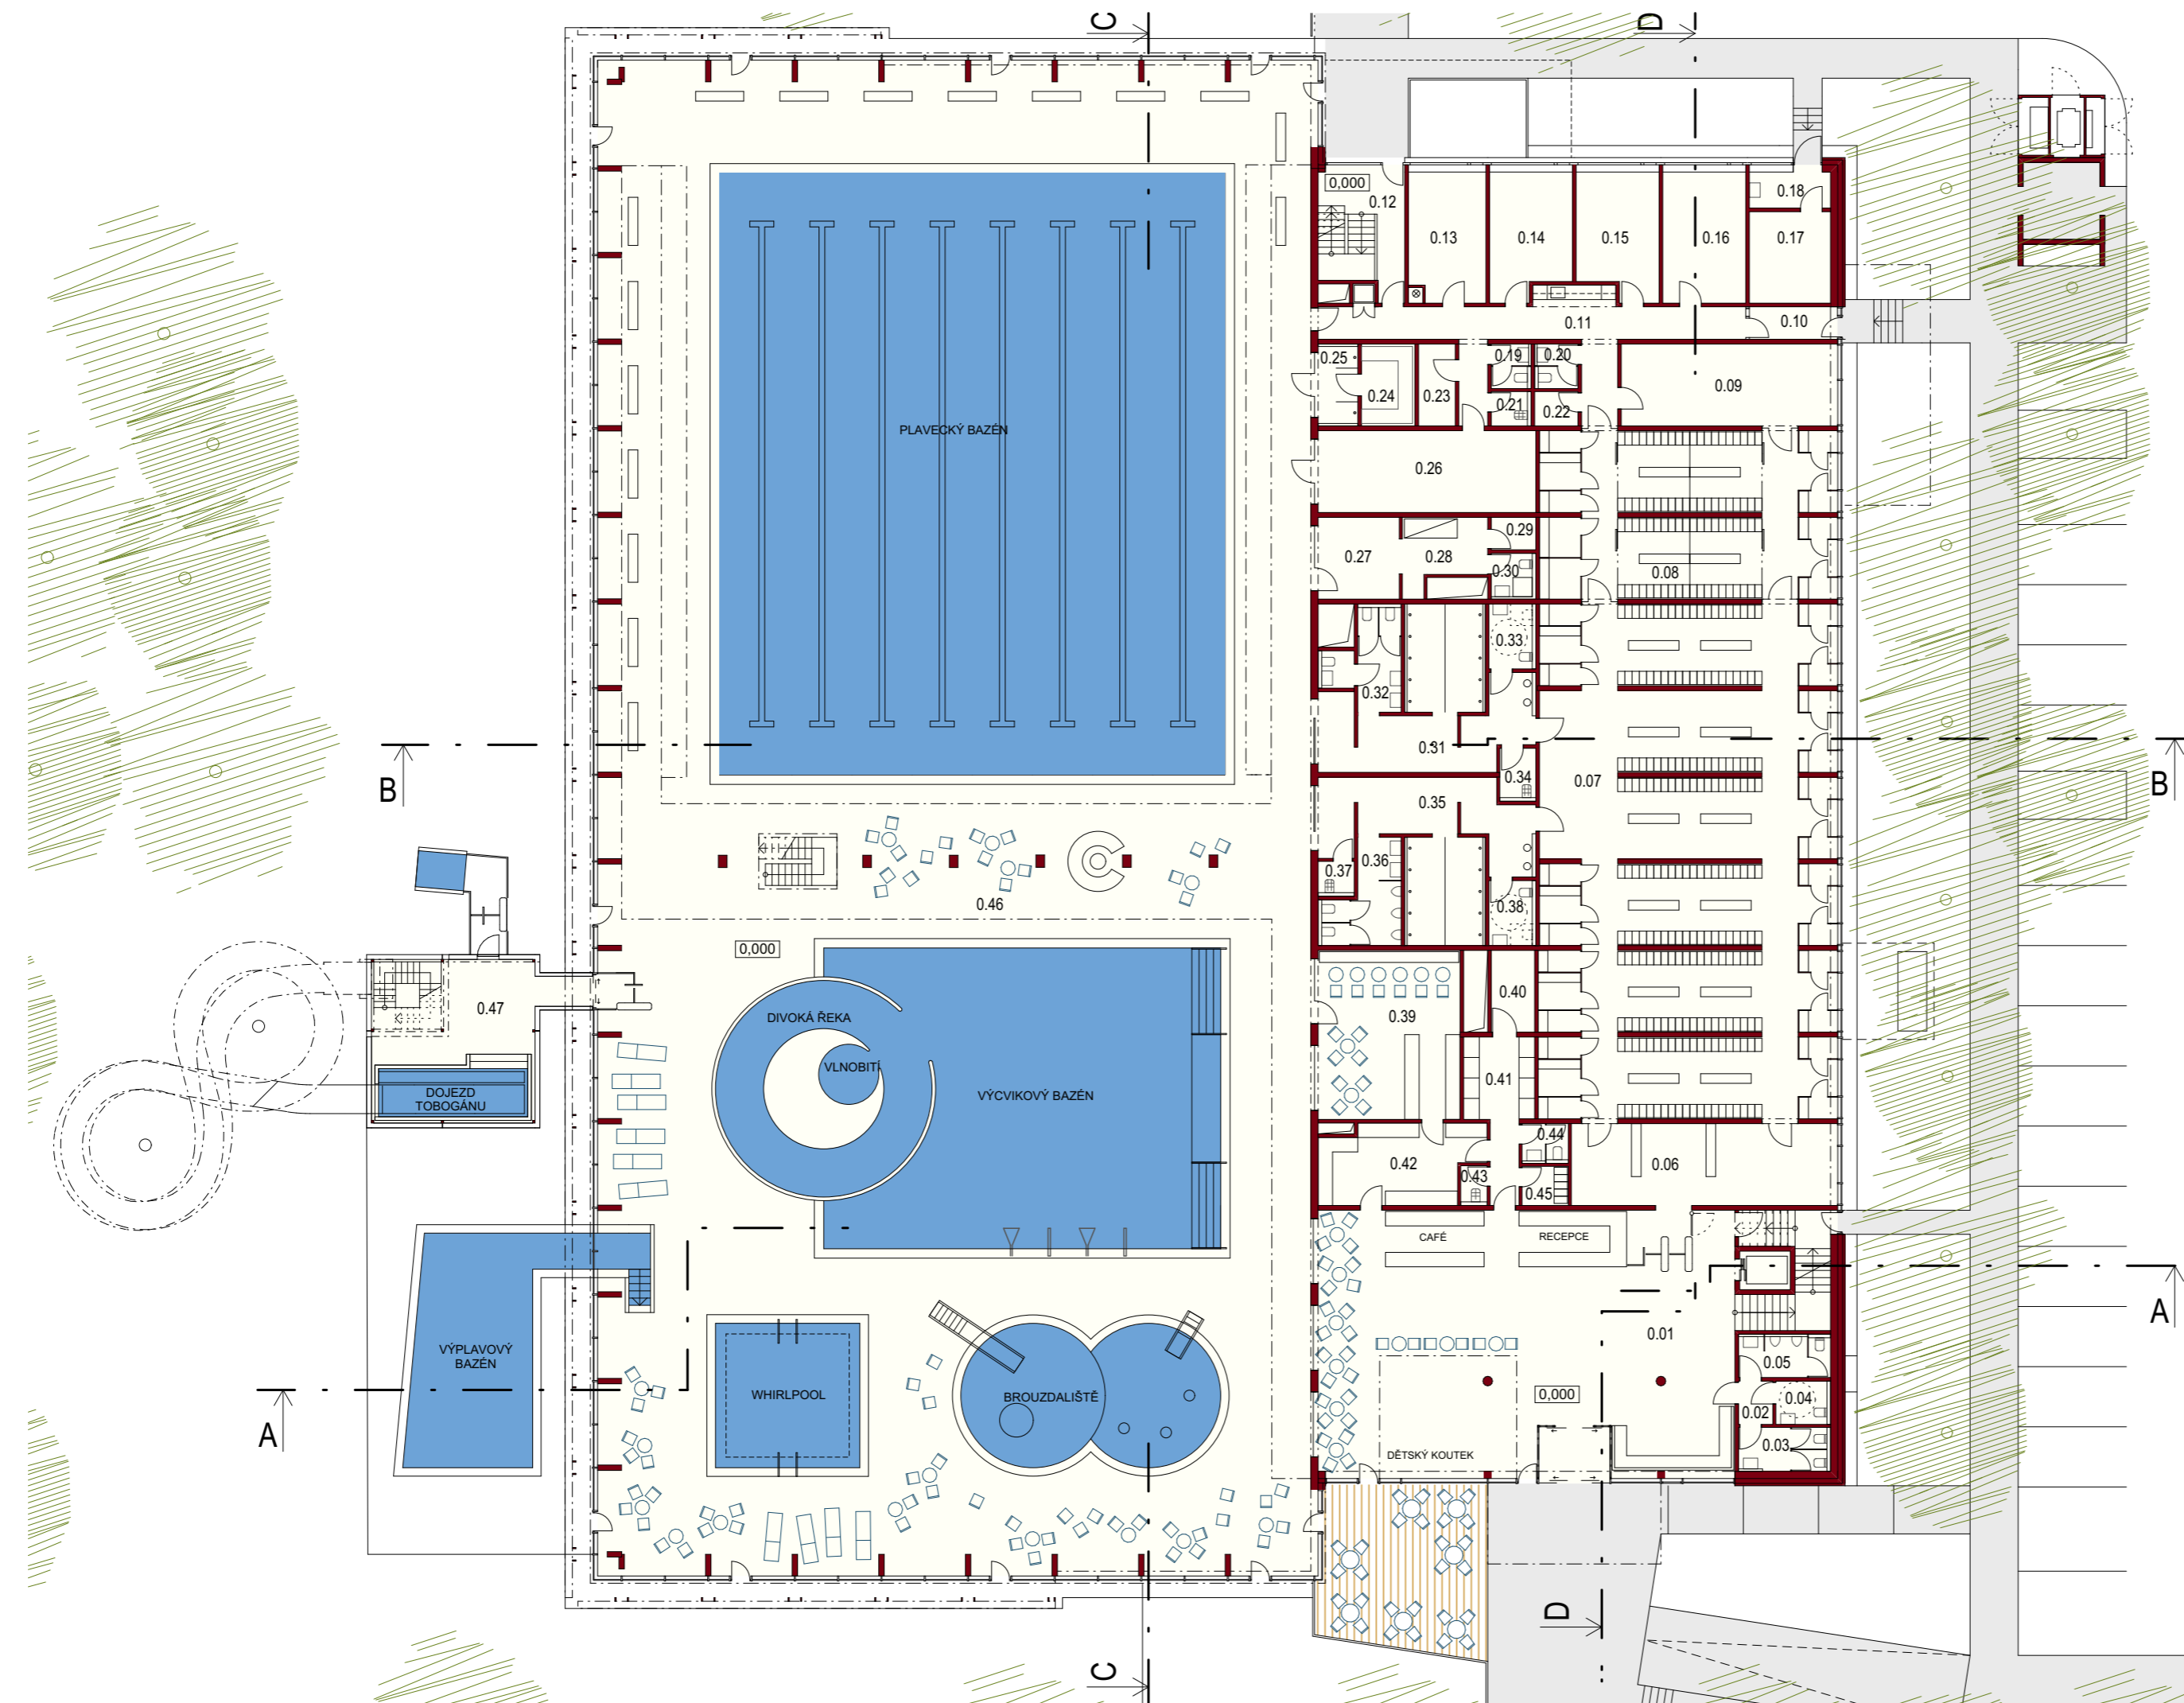 C
D
0,000
0.12
0.18
0.13
0.14
0.15
0.16
0.17
0.11
0.10
0.25
0.24
0.23
0.19
0.20
0.21
0.22
0.09
PLAVECKÝ BAZÉN
0.26
0.27
0.28
0.29
0.30
0.08
0.33
0.32
0.31
0.34
0.07
B
B
0.35
0.36
0.37
0.38
0.46
0,000
0.47
DIVOKÁ ŘEKA
VLNOBITÍ
VÝCVIKOVÝ BAZÉN
DOJEZD
TOBOGÁNU
0.39
0.40
0.41
0.42
0.43
0.44
0.45
0.06
CAFÉ
RECEPCE
A
0.01
VÝPLAVOVÝ
BAZÉN
WHIRLPOOL
BROUZDALIŠTĚ
0,000
0.05
0.04
0.02
0.03
A
DĚTSKÝ KOUTEK
D
C